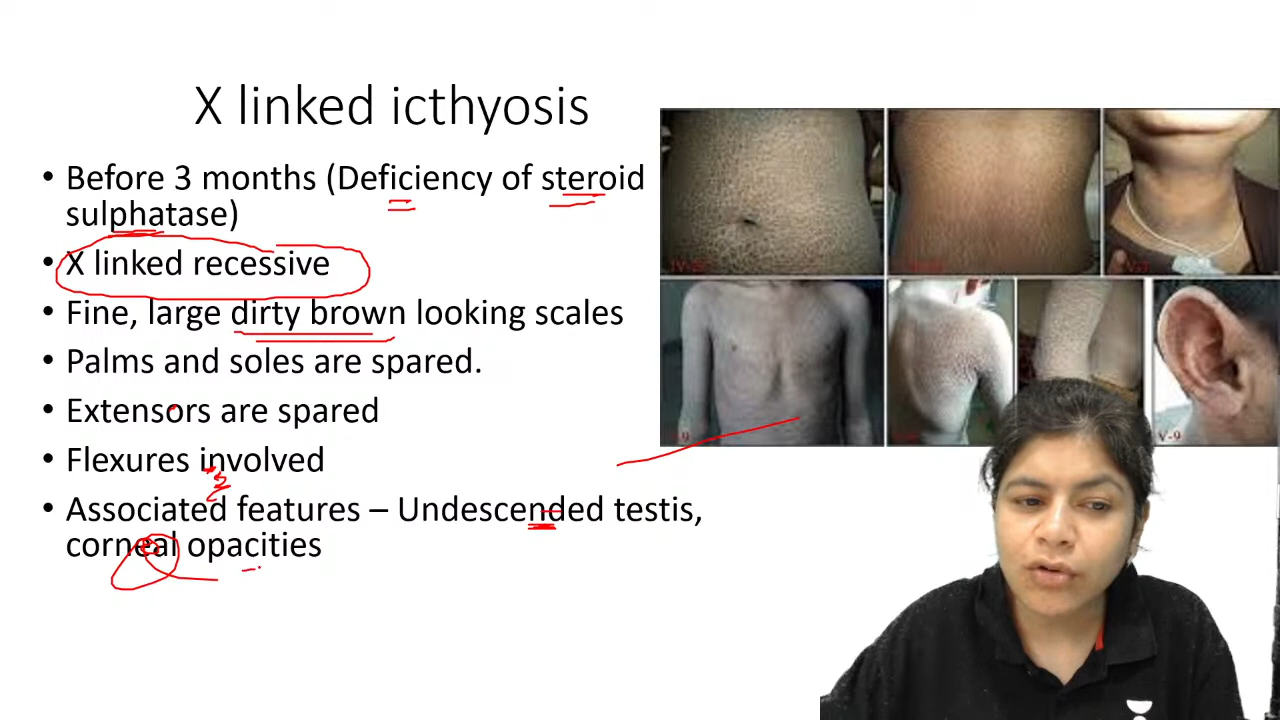 X linked icthyosis
• Before 3 months (Deficiency of steroid
sulphatase)
• X linked recessive
• Fine, large dirty brown looking scales
• Palms and soles are spared.
• Extensors are spared
• Flexures involved
• Associated features – Undescended testis,
corneal opacities
V-9